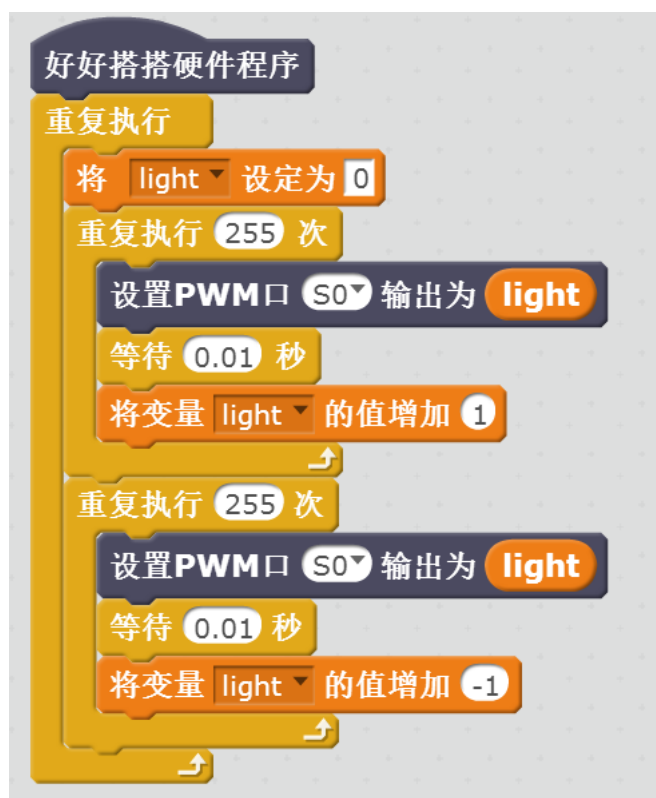 好好搭搭硬件程序
重复执行
将 light 设定为 0
重复执行 255 次
设置PWM口 S0 输出为 light
等待 0.01 秒
将变量 light 的值增加 1
重复执行 255 次
设置PWM口 S0 输出为 light
等待 0.01 秒
将变量 light 的值增加 -1